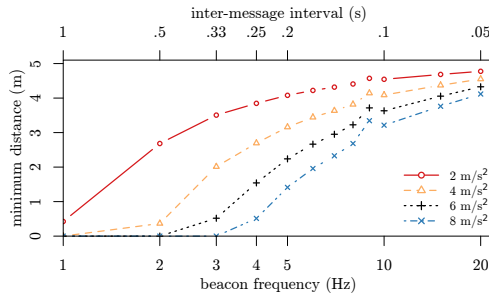 inter-message interval (s)
1 .5 .33 .25 .2 .1 .05
minimum distance (m)
5
4
3
2
1
0
2 m/s²
4 m/s²
6 m/s²
8 m/s²
1 2 3 4 5 10 20
beacon frequency (Hz)